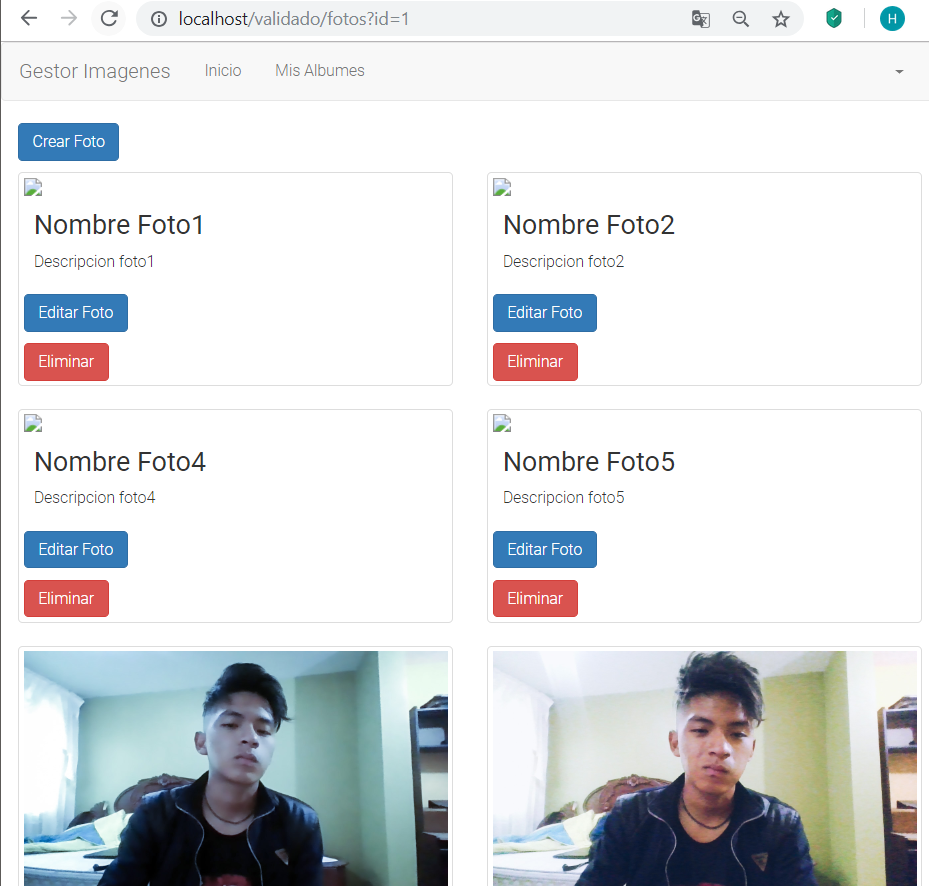 localhost/validado/fotos?id=1
H
Gestor Imagenes Inicio Mis Albumes
Crear Foto
Nombre Foto1
Descripcion foto1
Editar Foto
Eliminar
Nombre Foto2
Descripcion foto2
Editar Foto
Eliminar
Nombre Foto4
Descripcion foto4
Editar Foto
Eliminar
Nombre Foto5
Descripcion foto5
Editar Foto
Eliminar